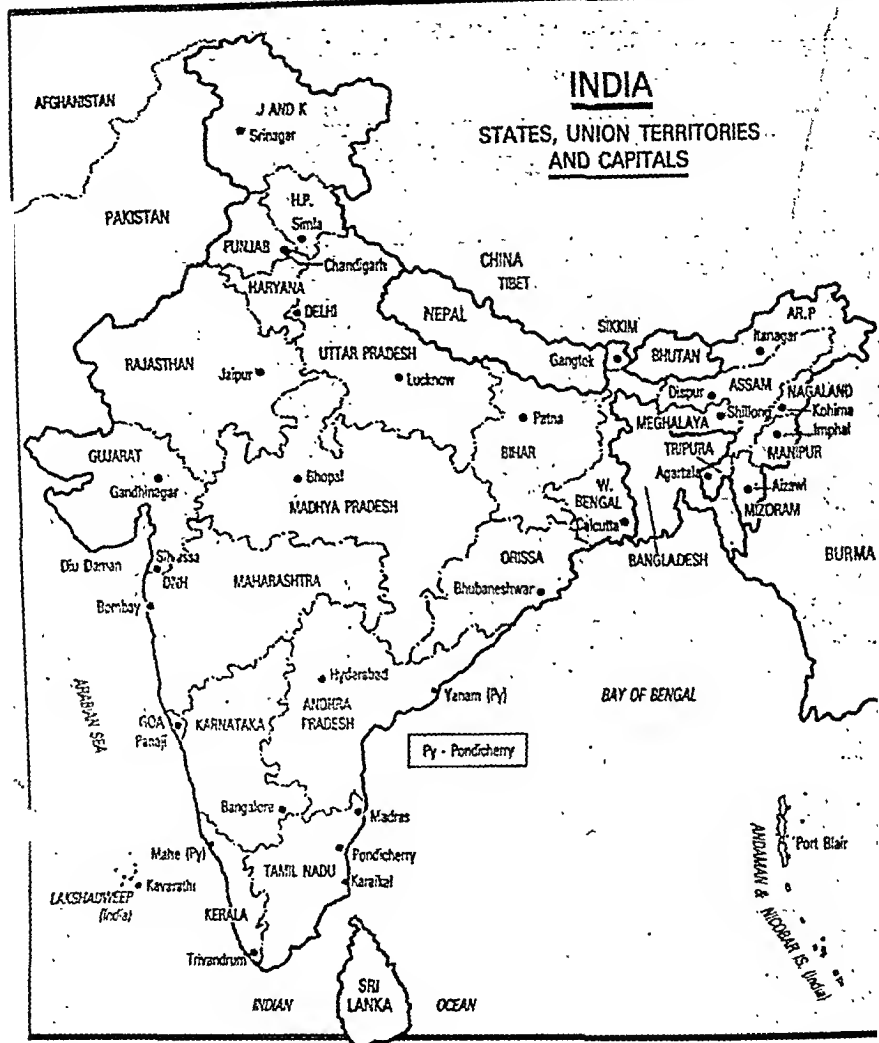 INDIA
STATES, UNION TERRITORIES
AND CAPITALS
AFGHANISTAN
J AND K
Srinagar
PAKISTAN
H.P.
Simla
PUNJAB
Chandigarh
HARYANA
DELHI
CHINA
TIBET
NEPAL
SIKKIM
AR.P
Itanagar
RAJASTHAN
Jaipur
UTTAR PRADESH
Lucknow
Gangtok
BHUTAN
Dispur
ASSAM
NAGALAND
Kohima
Patna
BIHAR
MEGHALAYA
Shillong
Imphal
MANIPUR
TRIPURA
Agartala
Aizawl
MIZORAM
GUJARAT
Gandhinagar
Bhopal
MADHYA PRADESH
W.
BENGAL
Calcutta
BANGLADESH
BURMA
Diu Daman
Silvassa
DNH
MAHARASHTRA
ORISSA
Bhubaneshwar
Bombay
Hyderabad
ANDHRA
PRADESH
Yanam (Py)
BAY OF BENGAL
ARABIAN SEA
GOA
Panaji
KARNATAKA
Py - Pondicherry
Bangalore
Madras
Mahe (Py)
Pondicherry
TAMIL NADU
Karaikal
Port Blair
ANDAMAN & NICOBAR IS. (India)
LAKSHADWEEP
(India)
Kavarathi
KERALA
Trivandrum
SRI
LANKA
INDIAN
OCEAN